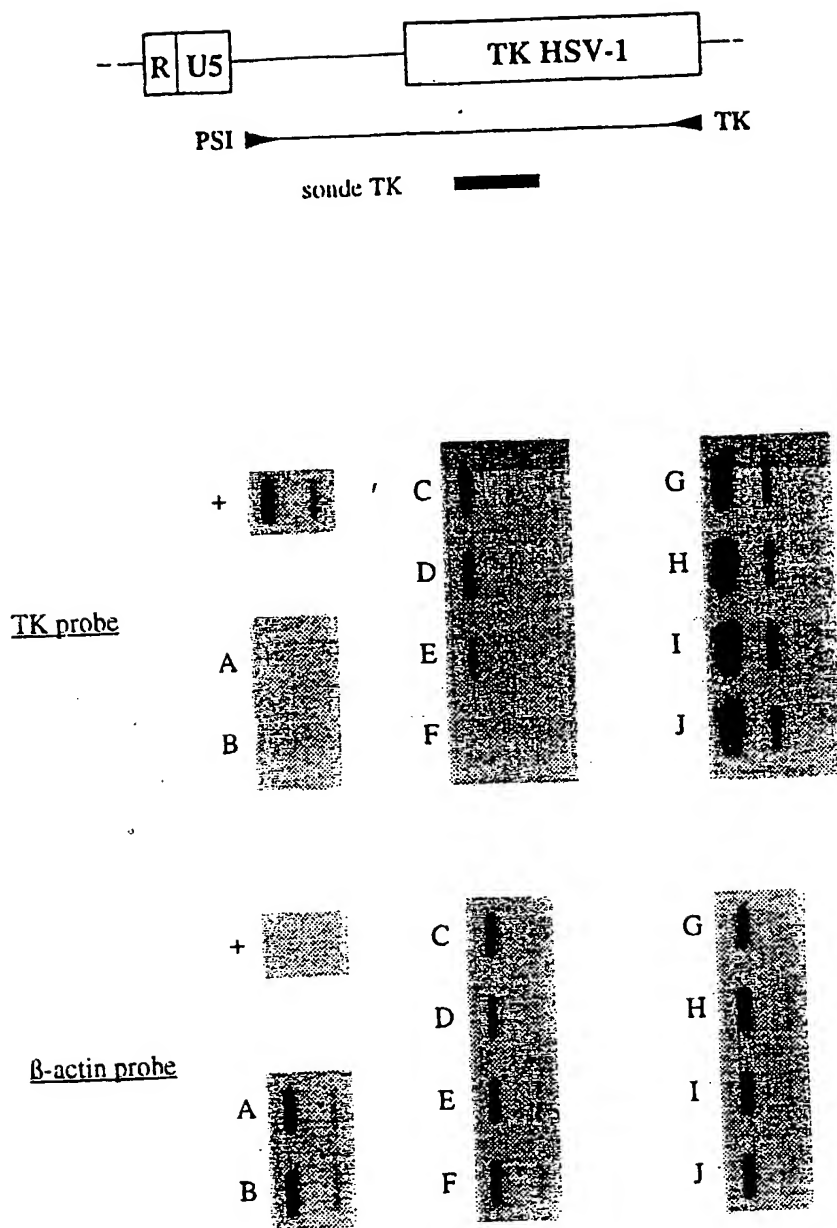 R U5 TK HSV-1
PSI TK
sonde TK
+ C G
D H
TK probe
A E I
B F J
+ C G
D H
ß-actin probe
A E I
B F J